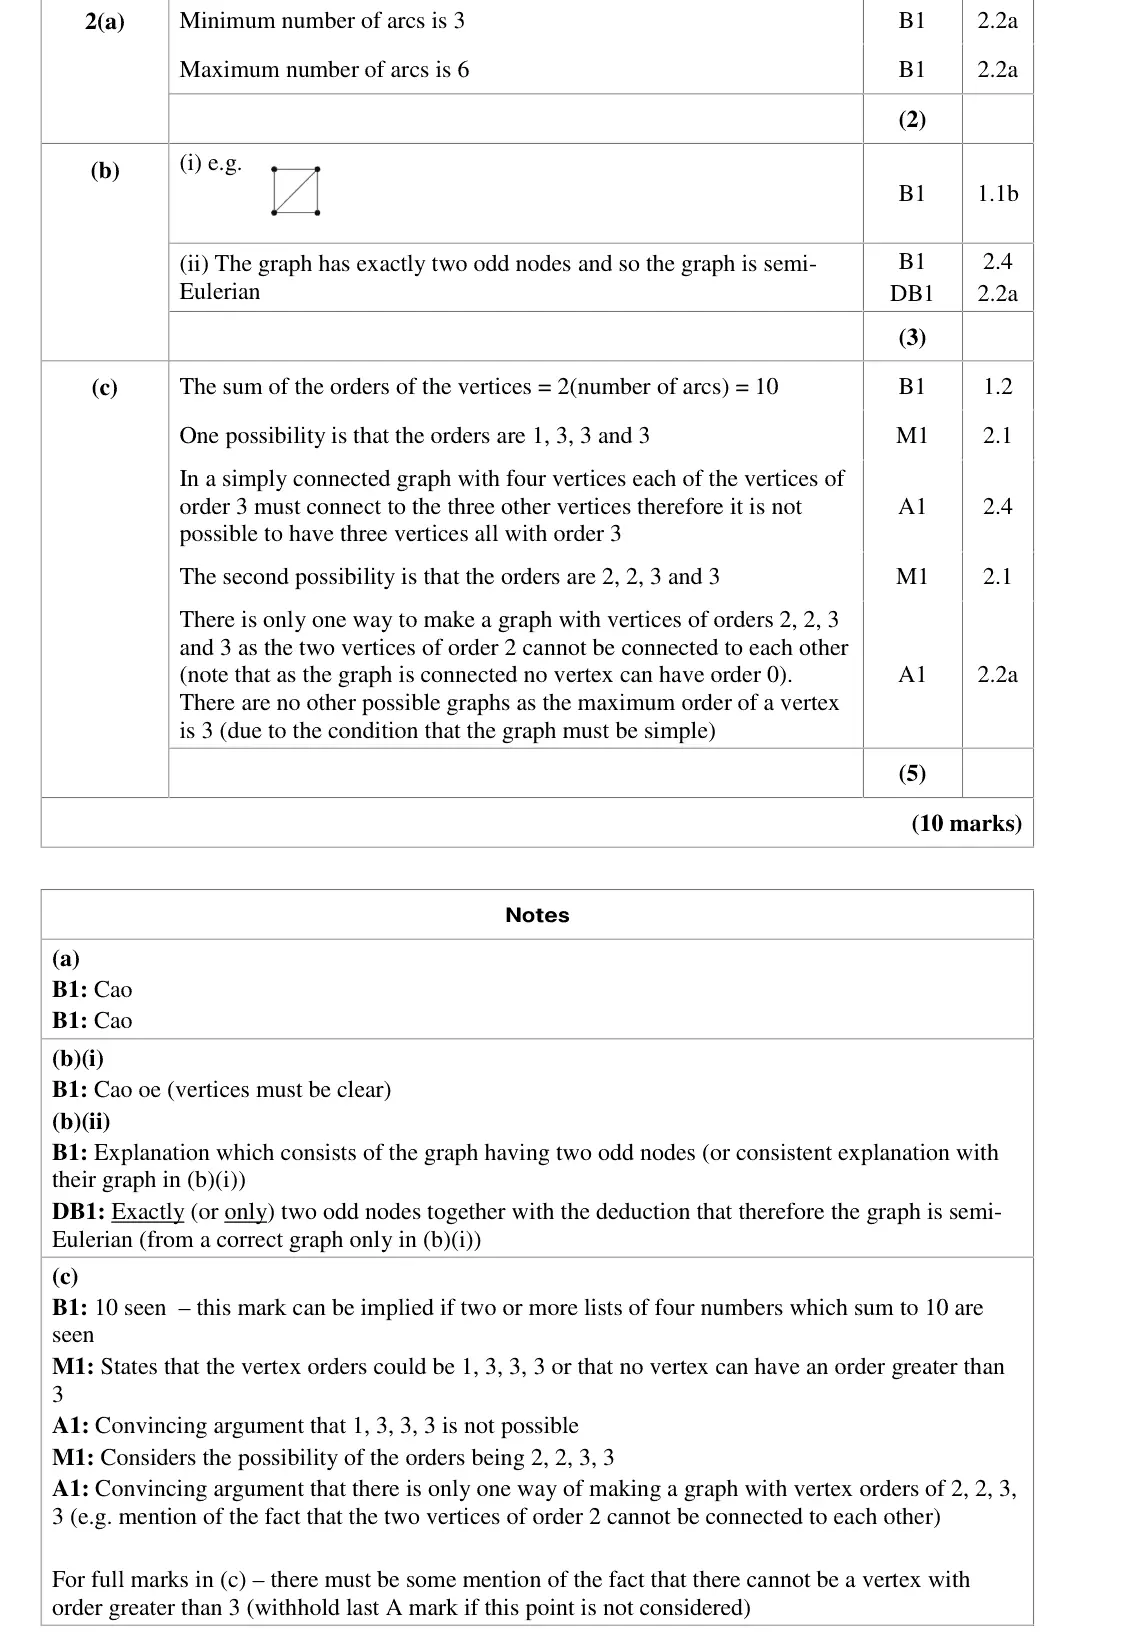 2(a) Minimum number of arcs is 3 B1 2.2a
Maximum number of arcs is 6 B1 2.2a
(2)
(b) (i) e.g. B1 1.1b
(ii) The graph has exactly two odd nodes and so the graph is semi- B1 2.4
Eulerian DB1 2.2a
(3)
(c) The sum of the orders of the vertices = 2(number of arcs) = 10 B1 1.2
One possibility is that the orders are 1, 3, 3 and 3 M1 2.1
In a simply connected graph with four vertices each of the vertices of
order 3 must connect to the three other vertices therefore it is not A1 2.4
possible to have three vertices all with order 3
The second possibility is that the orders are 2, 2, 3 and 3 M1 2.1
There is only one way to make a graph with vertices of orders 2, 2, 3
and 3 as the two vertices of order 2 cannot be connected to each other
(note that as the graph is connected no vertex can have order 0). A1 2.2a
There are no other possible graphs as the maximum order of a vertex
is 3 (due to the condition that the graph must be simple)
(5)
(10 marks)
Notes
(a)
B1: Cao
B1: Cao
(b)(i)
B1: Cao oe (vertices must be clear)
(b)(ii)
B1: Explanation which consists of the graph having two odd nodes (or consistent explanation with
their graph in (b)(i))
DB1: Exactly (or only) two odd nodes together with the deduction that therefore the graph is semi-
Eulerian (from a correct graph only in (b)(i))
(c)
B1: 10 seen – this mark can be implied if two or more lists of four numbers which sum to 10 are
seen
M1: States that the vertex orders could be 1, 3, 3, 3 or that no vertex can have an order greater than
3
A1: Convincing argument that 1, 3, 3, 3 is not possible
M1: Considers the possibility of the orders being 2, 2, 3, 3
A1: Convincing argument that there is only one way of making a graph with vertex orders of 2, 2, 3,
3 (e.g. mention of the fact that the two vertices of order 2 cannot be connected to each other)
For full marks in (c) – there must be some mention of the fact that there cannot be a vertex with
order greater than 3 (withhold last A mark if this point is not considered)